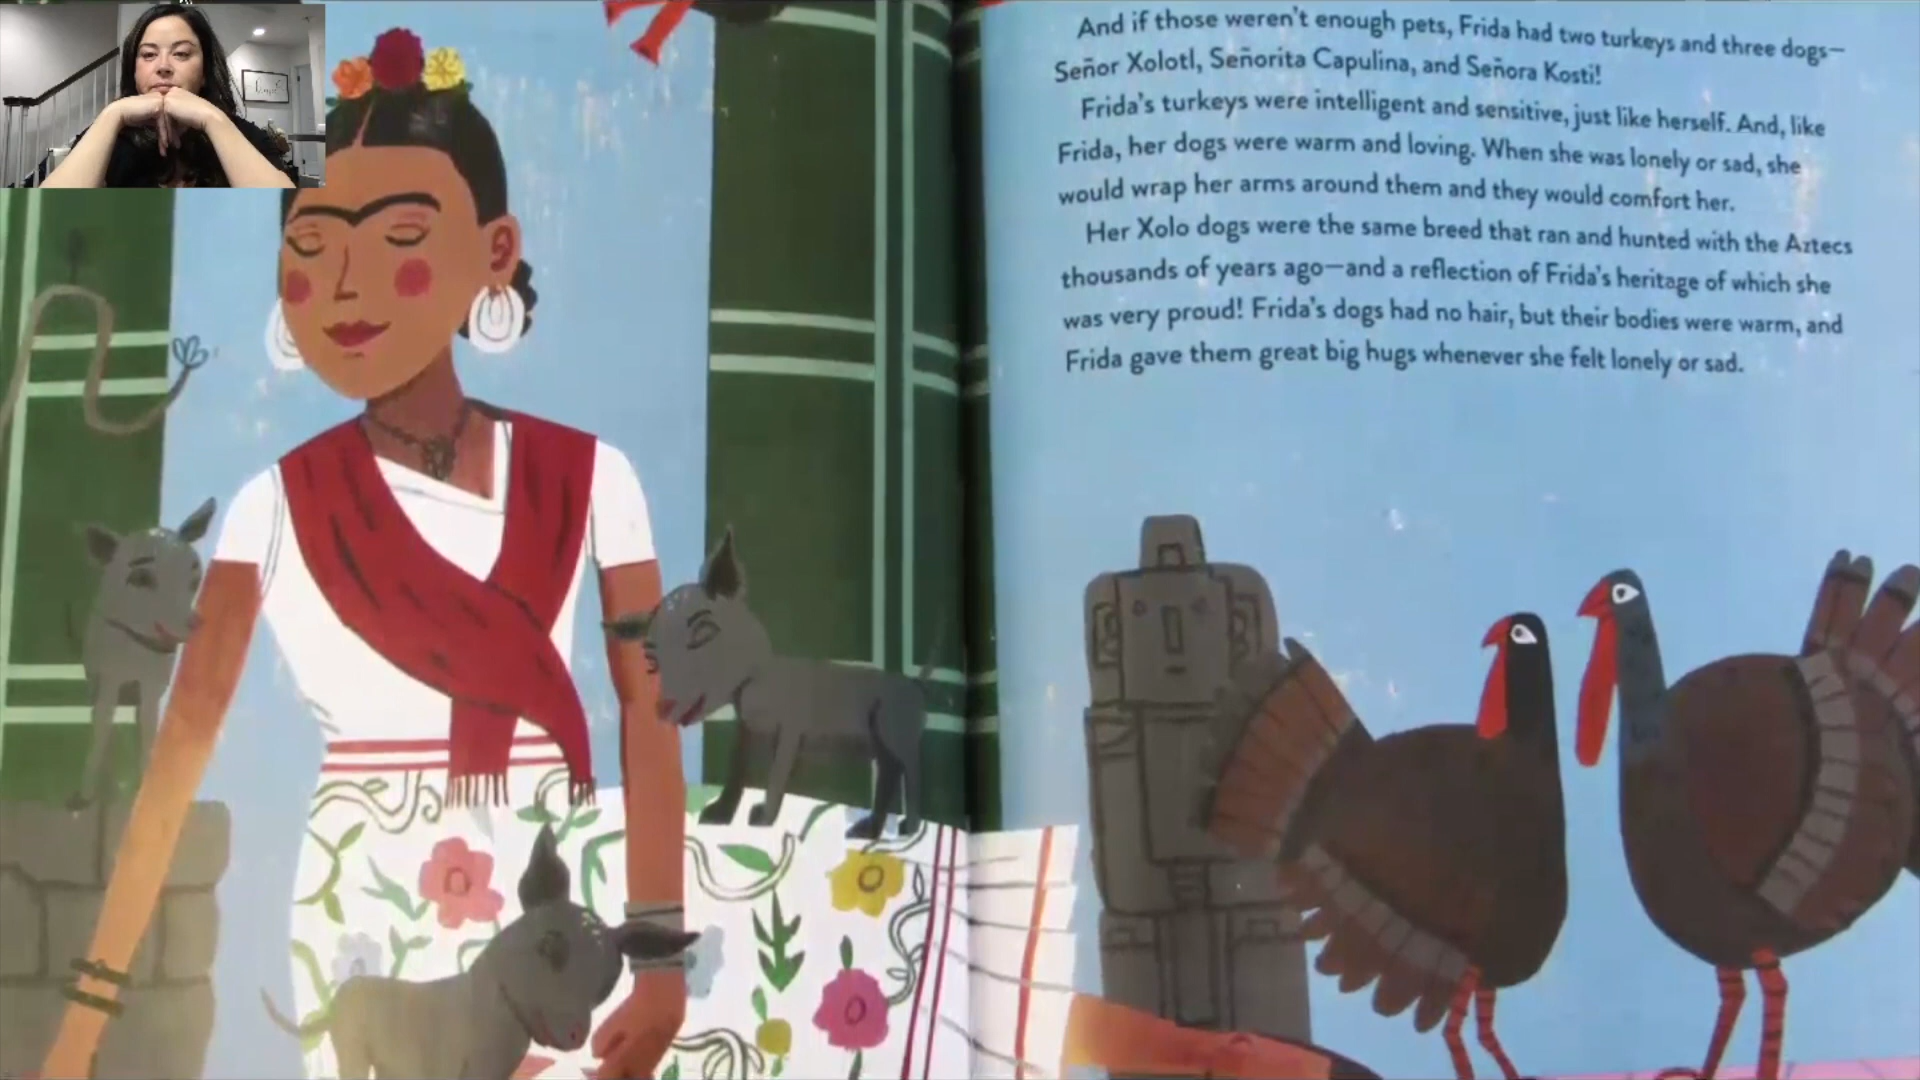 And if those weren't enough pets, Frida had two turkeys and three dogs—
Señor Xolotl, Señorita Capulina, and Señora Kosti!
Frida's turkeys were intelligent and sensitive, just like herself. And, like
Frida, her dogs were warm and loving. When she was lonely or sad, she
would wrap her arms around them and they would comfort her.
Her Xolo dogs were the same breed that ran and hunted with the Aztecs
thousands of years ago—and a reflection of Frida's heritage of which she
was very proud! Frida's dogs had no hair, but their bodies were warm, and
Frida gave them great big hugs whenever she felt lonely or sad.